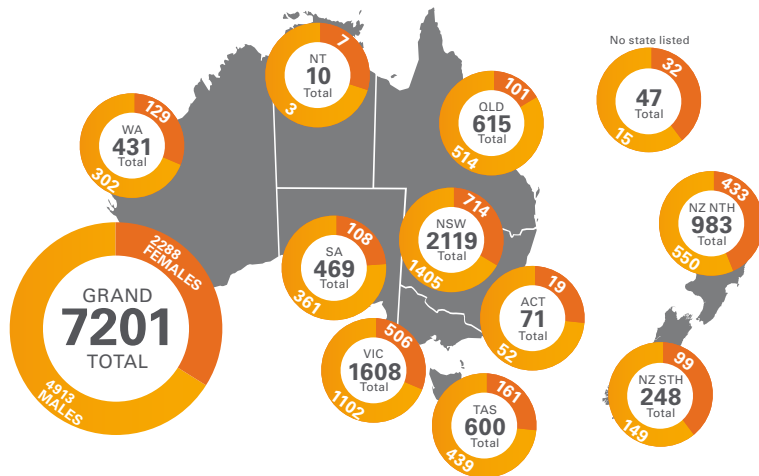 No state listed
32
47
15
7
NT
10
Total
3
129
WA
431
Total
302
101
QLD
615
Total
514
433
NZ NTH
983
Total
550
714
NSW
2119
Total
1405
108
SA
469
Total
361
2288
FEMALES
GRAND
7201
TOTAL
4913
MALES
19
ACT
71
Total
52
506
VIC
1608
Total
1102
161
TAS
600
Total
439
99
NZ STH
248
Total
149